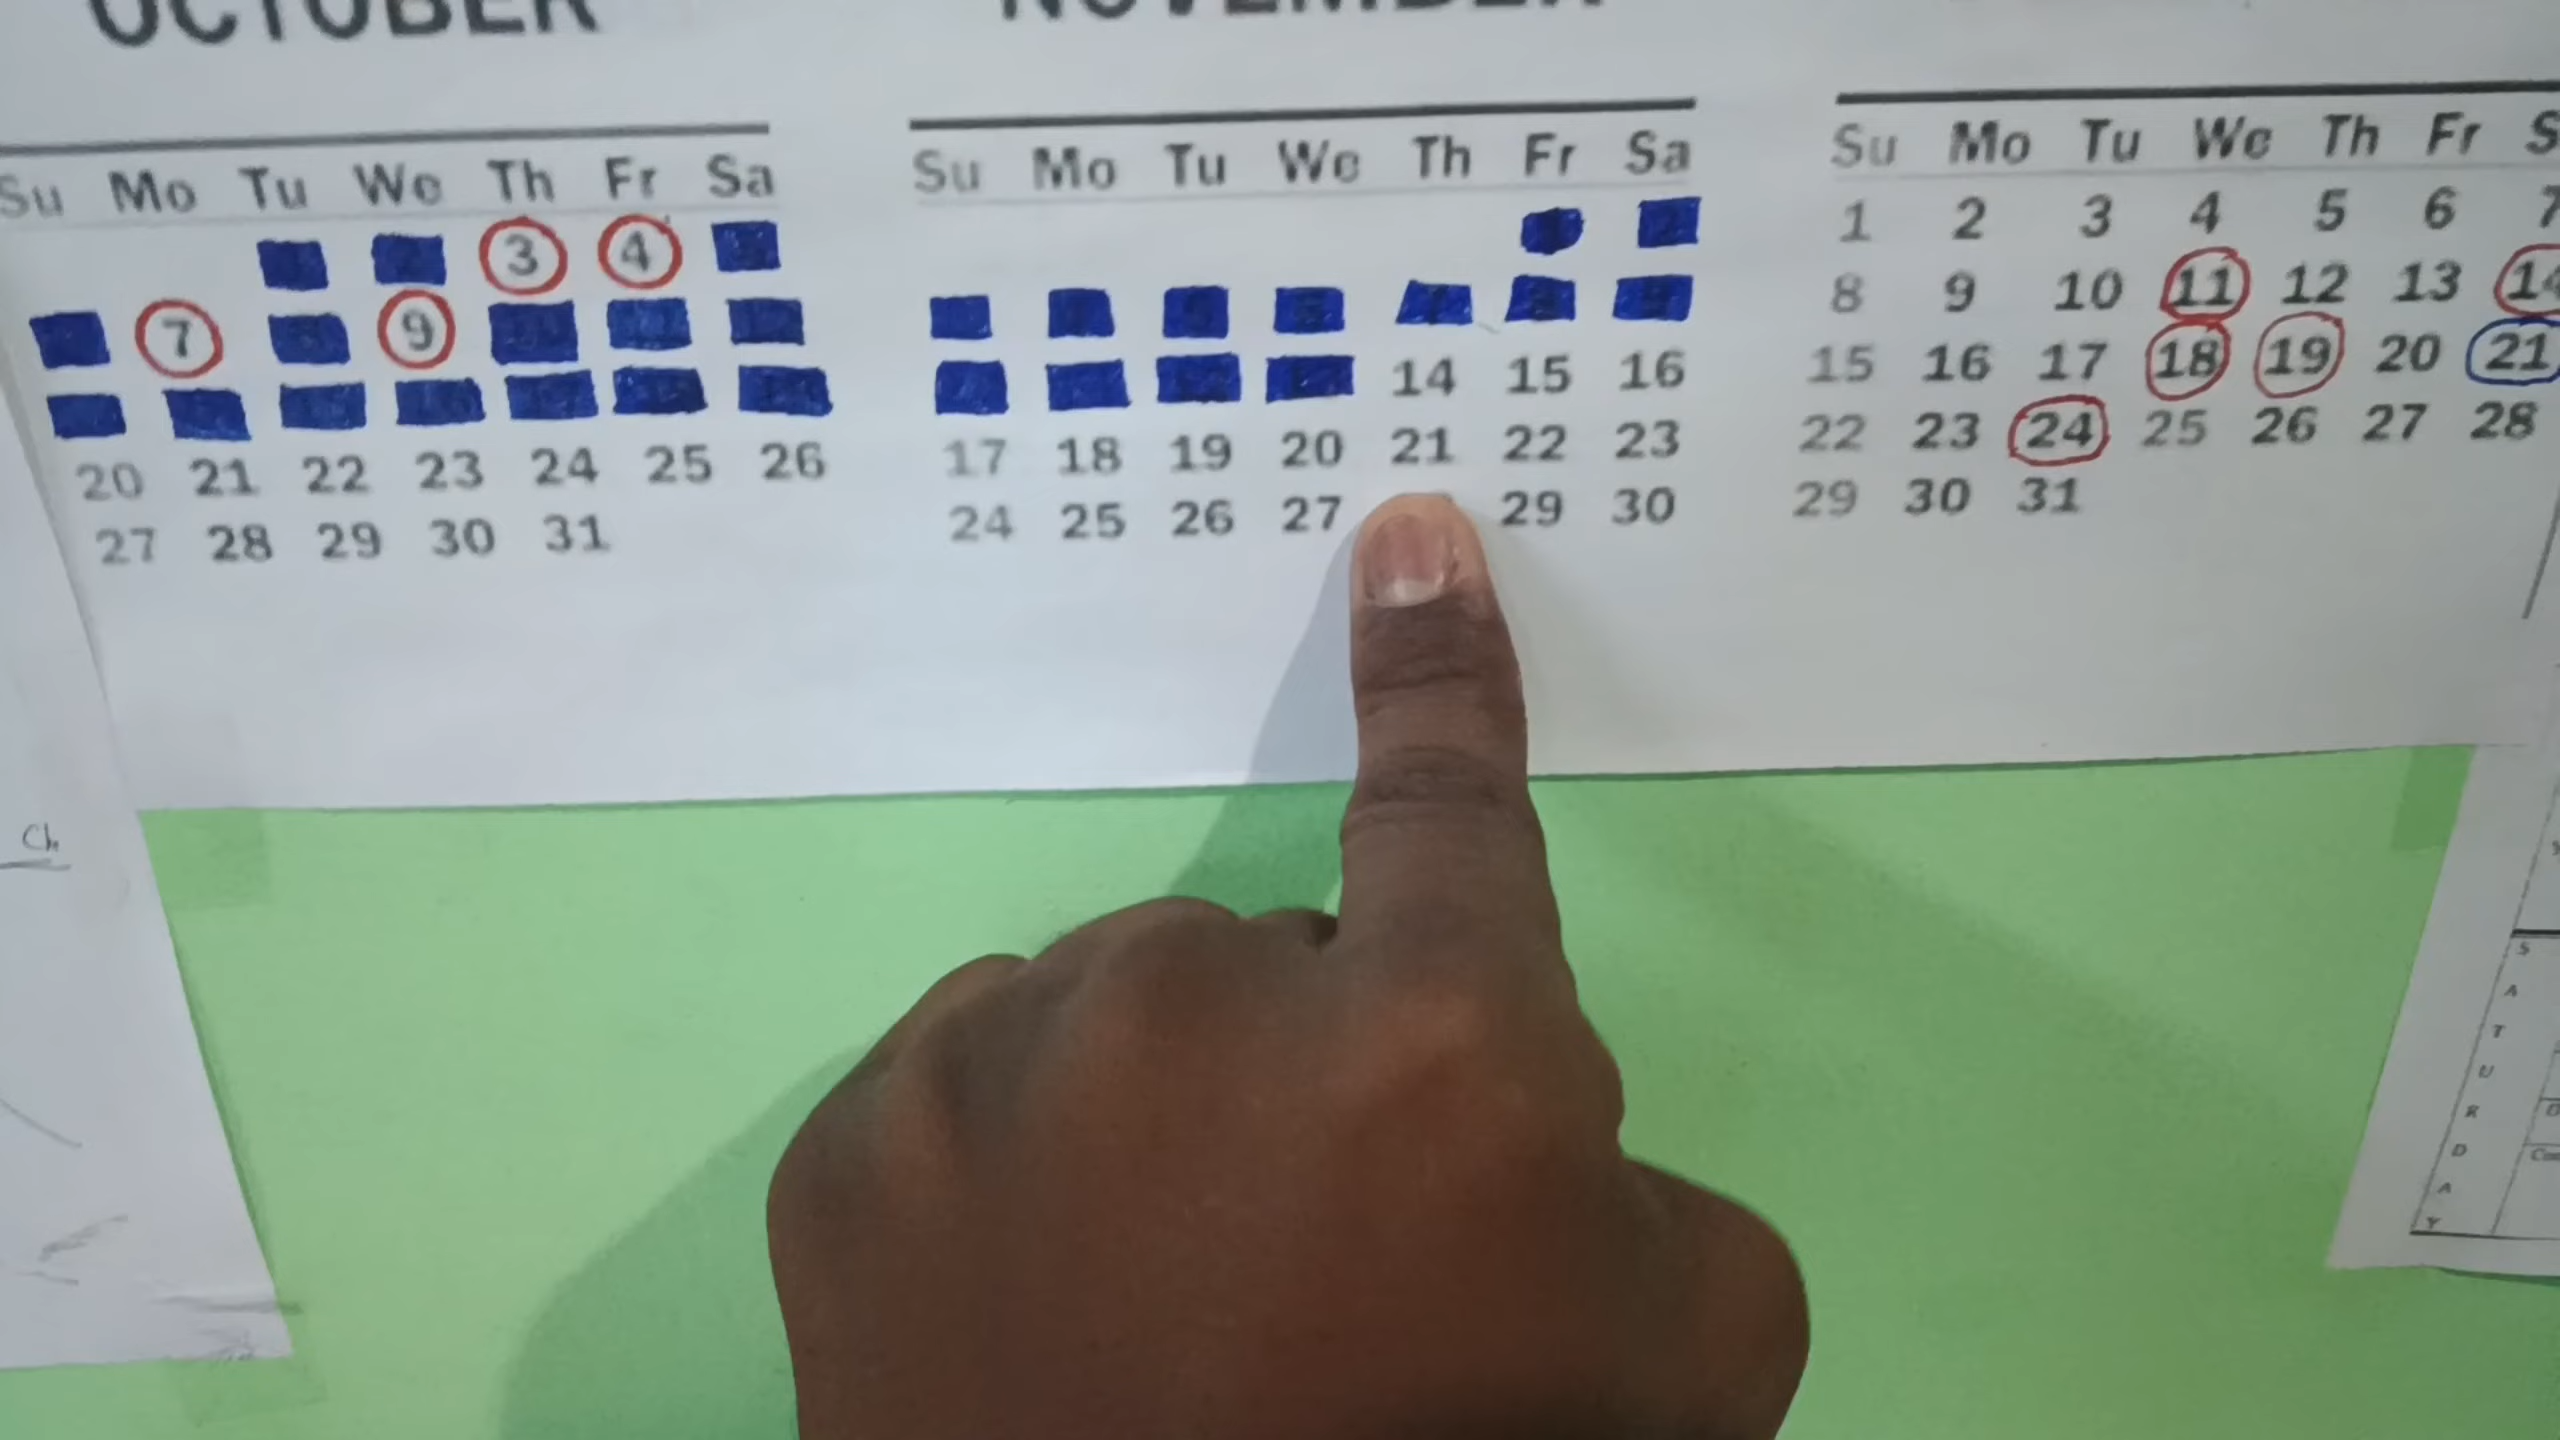 OCTOBER
Su Mo Tu We Th Fr Sa
3 4
7 9
20 21 22 23 24 25 26
27 28 29 30 31
NOVEMBER
Su Mo Tu We Th Fr Sa
14 15 16
17 18 19 20 21 22 23
24 25 26 27 29 30
Su Mo Tu We Th Fr S
1 2 3 4 5 6 7
8 9 10 11 12 13 14
15 16 17 18 19 20 21
22 23 24 25 26 27 28
29 30 31
Ch
S
A
T
U
R
D
A
Y